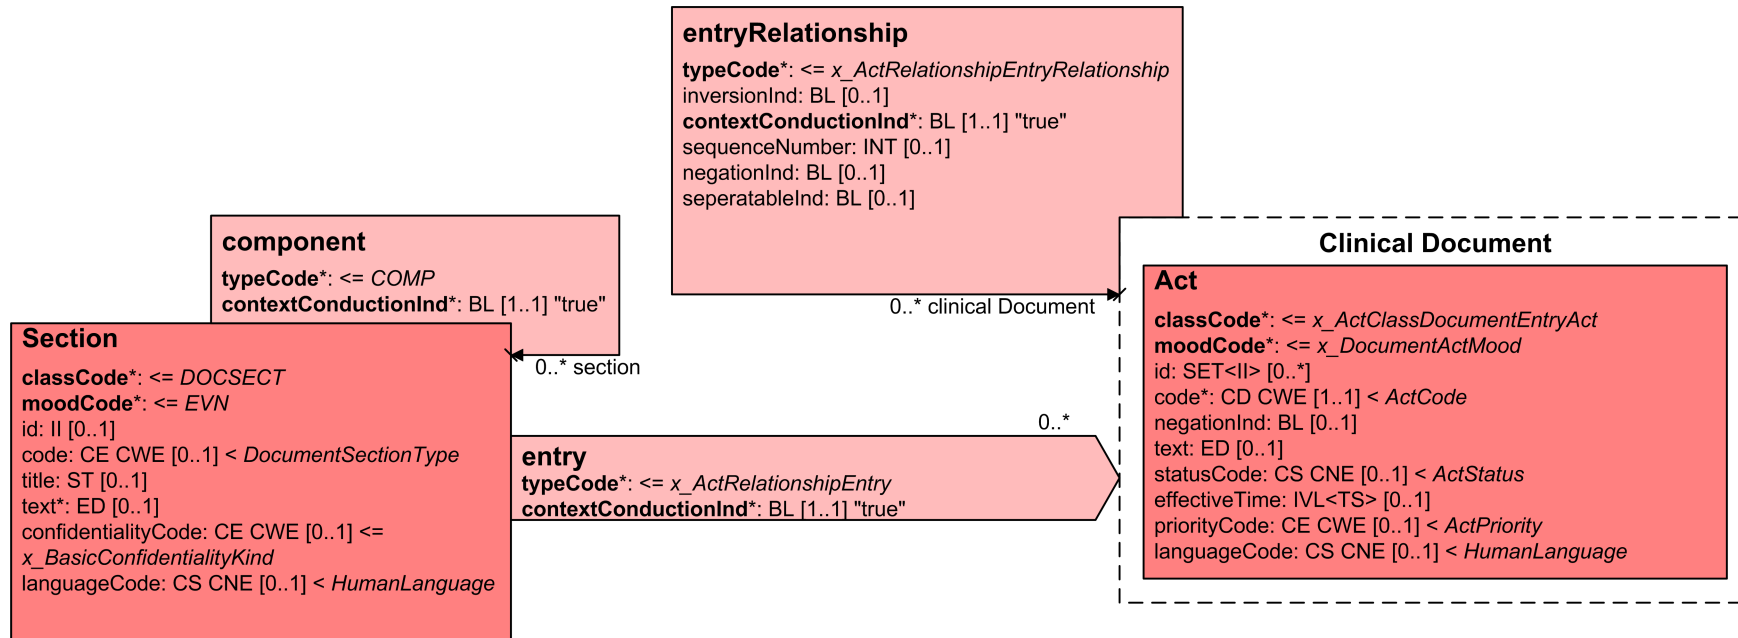 entryRelationship
typeCode*: <= x_ActRelationshipEntryRelationship
inversionInd: BL [0..1]
contextConductionInd*: BL [1..1] "true"
sequenceNumber: INT [0..1]
negationInd: BL [0..1]
seperatableInd: BL [0..1]
0..* clinical Document
component
typeCode*: <= COMP
contextConductionInd*: BL [1..1] "true"
0..* section
Section
classCode*: <= DOCSECT
moodCode*: <= EVN
id: II [0..1]
code: CE CWE [0..1] < DocumentSectionType
title: ST [0..1]
text*: ED [0..1]
confidentialityCode: CE CWE [0..1] <=
x_BasicConfidentialityKind
languageCode: CS CNE [0..1] < HumanLanguage
0..*
entry
typeCode*: <= x_ActRelationshipEntry
contextConductionInd*: BL [1..1] "true"
Clinical Document
Act
classCode*: <= x_ActClassDocumentEntryAct
moodCode*: <= x_DocumentActMood
id: SET<II> [0..*]
code*: CD CWE [1..1] < ActCode
negationInd: BL [0..1]
text: ED [0..1]
statusCode: CS CNE [0..1] < ActStatus
effectiveTime: IVL<TS> [0..1]
priorityCode: CE CWE [0..1] < ActPriority
languageCode: CS CNE [0..1] < HumanLanguage